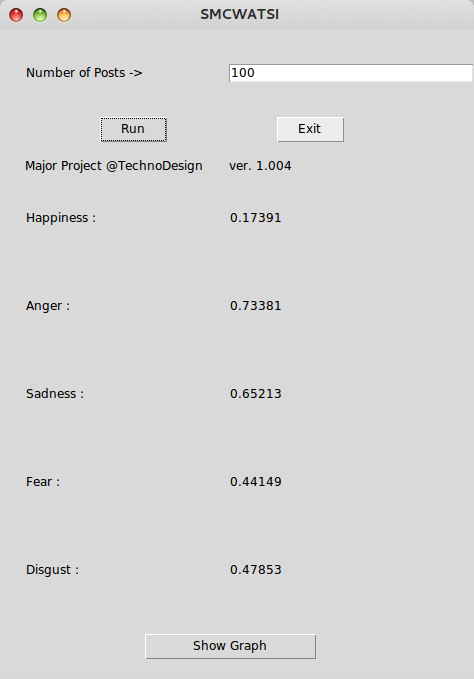 SMCWATSI
Number of Posts -> 100
Run Exit
Major Project @TechnoDesign ver. 1.004
Happiness : 0.17391
Anger : 0.73381
Sadness : 0.65213
Fear : 0.44149
Disgust : 0.47853
Show Graph